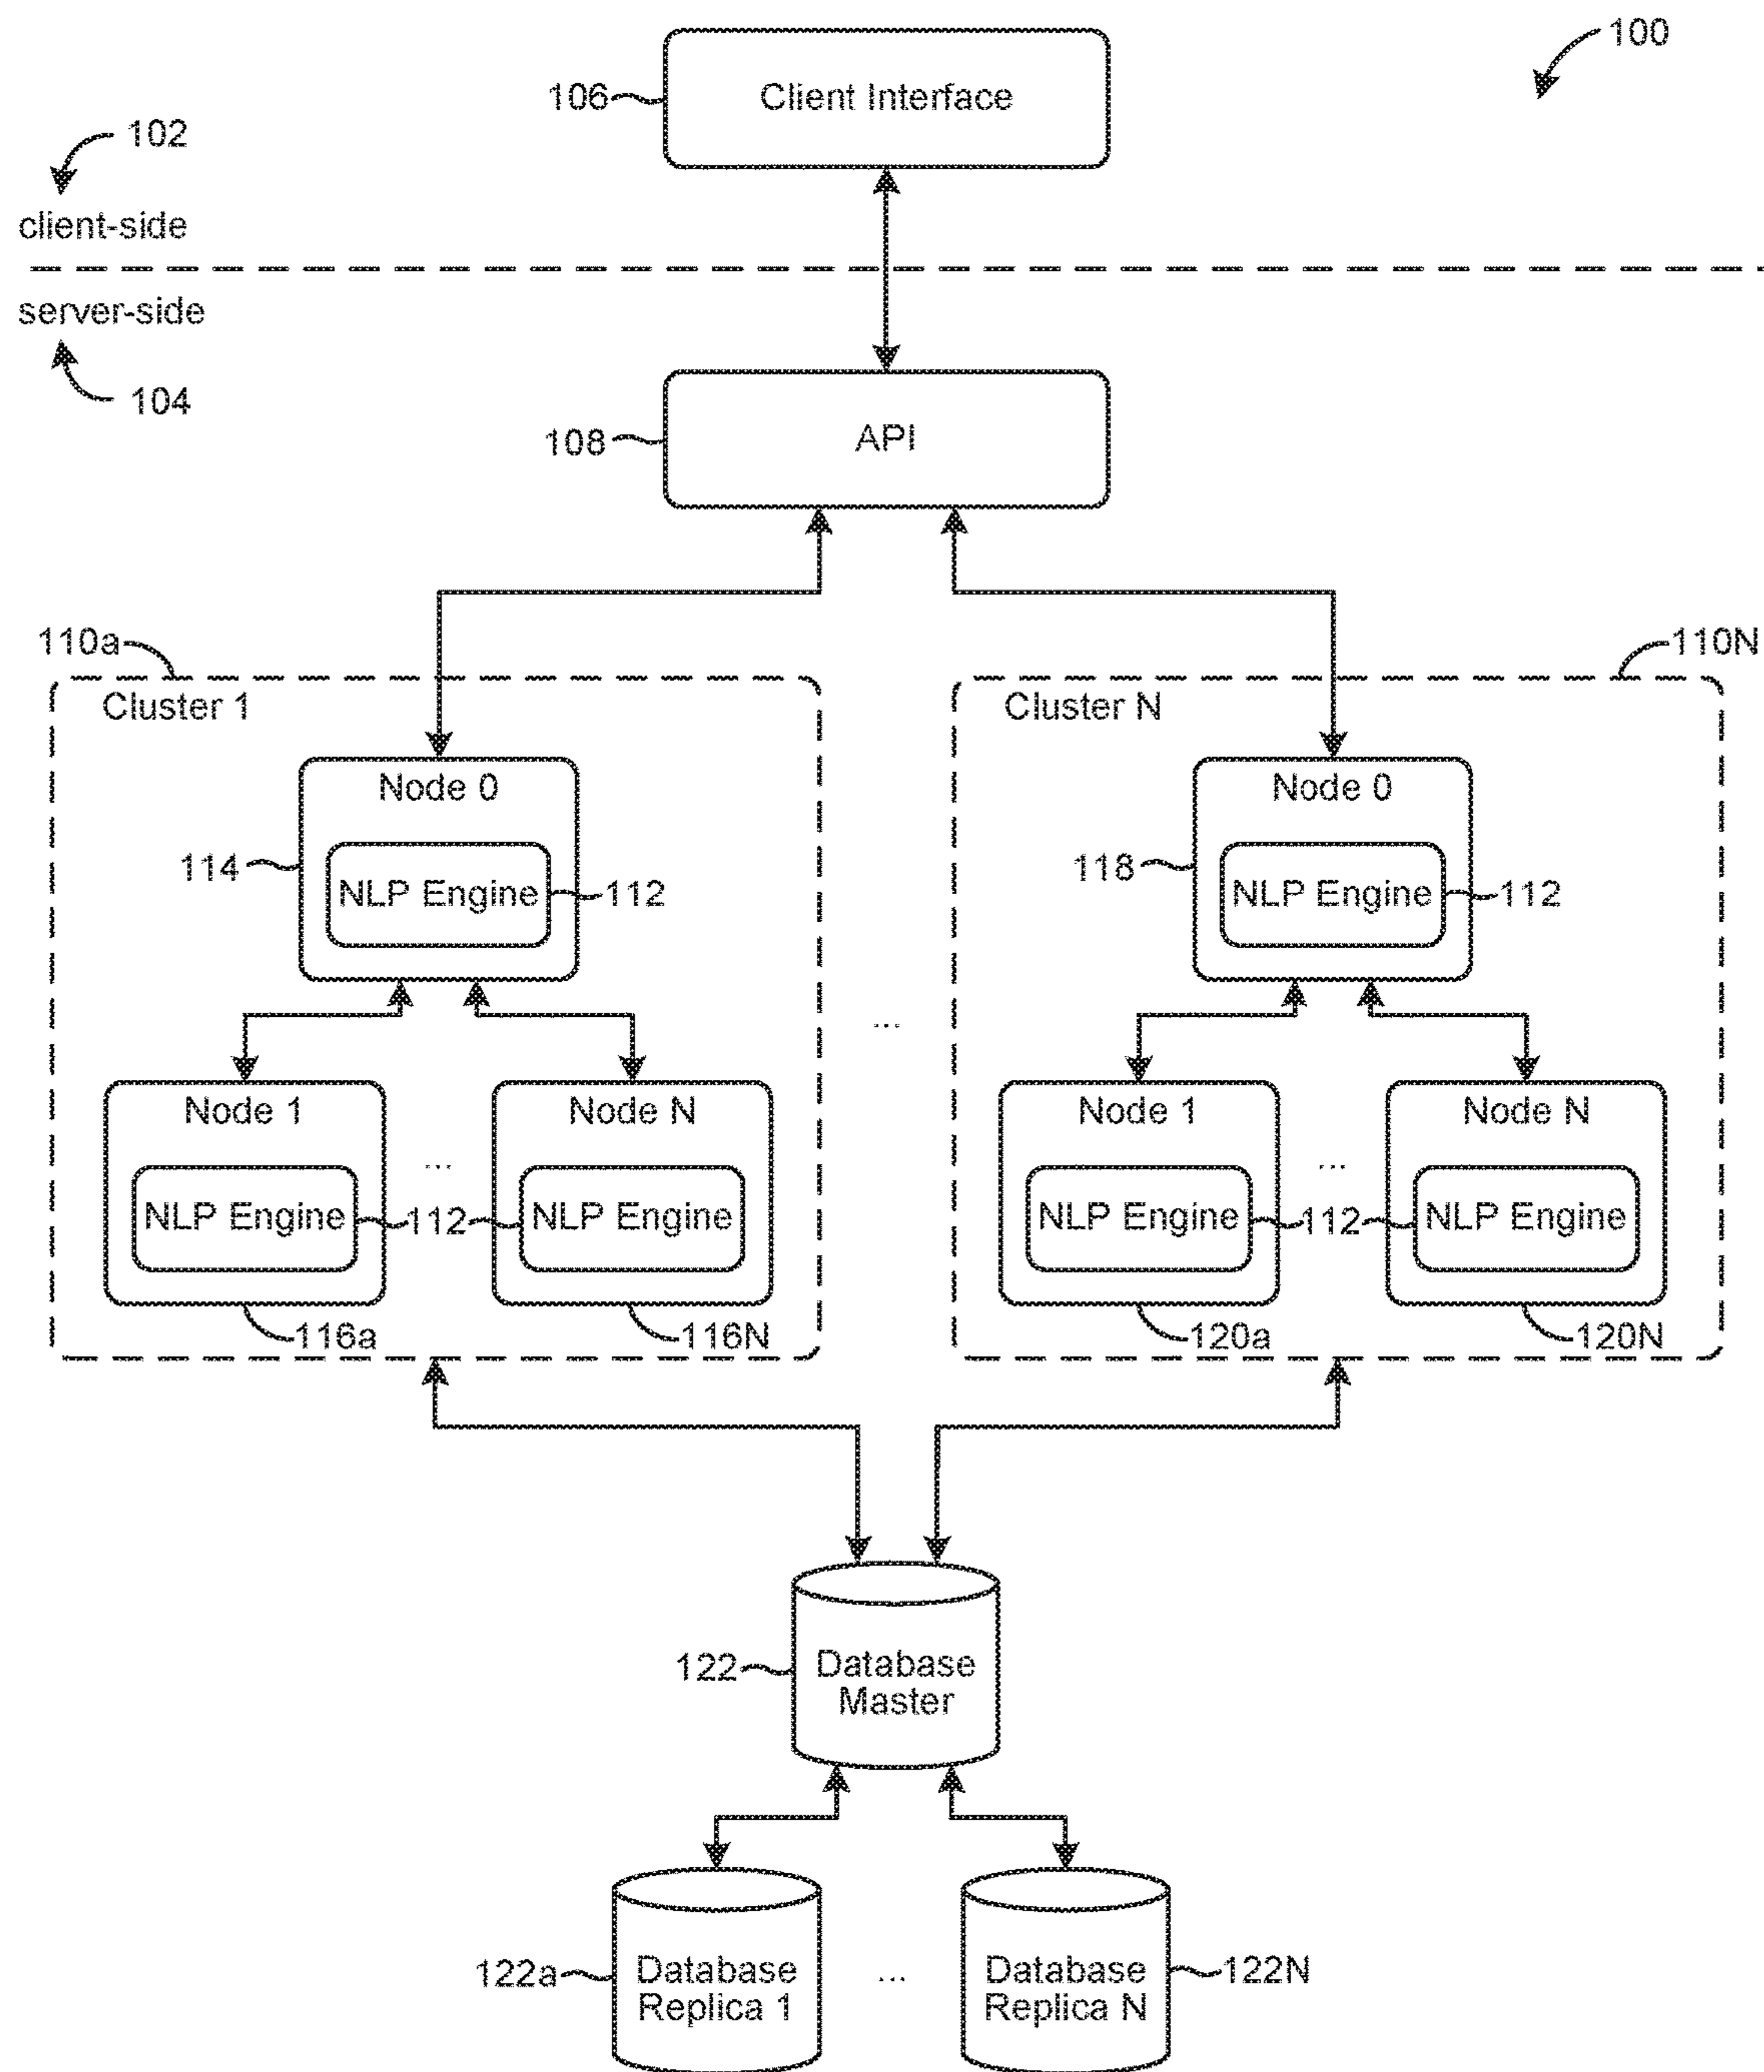 100
106
Client Interface
102
client-side
server-side
104
108
API
110a
110N
Cluster 1
Cluster N
Node 0
Node 0
114
NLP Engine
112
118
NLP Engine
112
...
Node 1
Node N
Node 1
Node N
...
...
NLP Engine
112
NLP Engine
NLP Engine
112
NLP Engine
116a
116N
120a
120N
122
Database
Master
122a
Database
Replica 1
...
Database
Replica N
122N